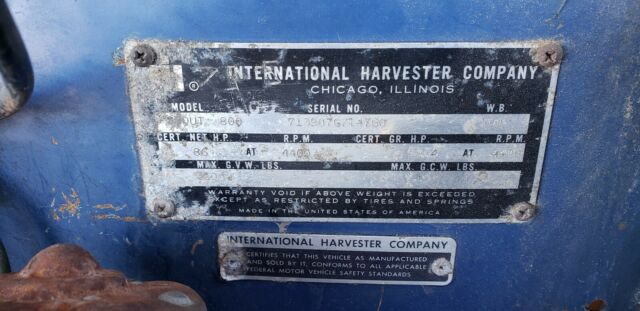 ® INTERNATIONAL HARVESTER COMPANY
CHICAGO, ILLINOIS
MODEL SERIAL NO. W.B.
800
CERT. NET H.P. R.P.M. CERT. GR. H.P. R.P.M.
86 AT 4400 AT
MAX. G.V.W.-LBS. MAX. G.C.W.-LBS.
WARRANTY VOID IF ABOVE WEIGHT IS EXCEEDED
EXCEPT AS RESTRICTED BY TIRES AND SPRINGS
MADE IN THE UNITED STATES OF AMERICA
INTERNATIONAL HARVESTER COMPANY
CERTIFIES THAT THIS VEHICLE AS MANUFACTURED
AND SOLD BY IT, CONFORMS TO ALL APPLICABLE
FEDERAL MOTOR VEHICLE SAFETY STANDARDS